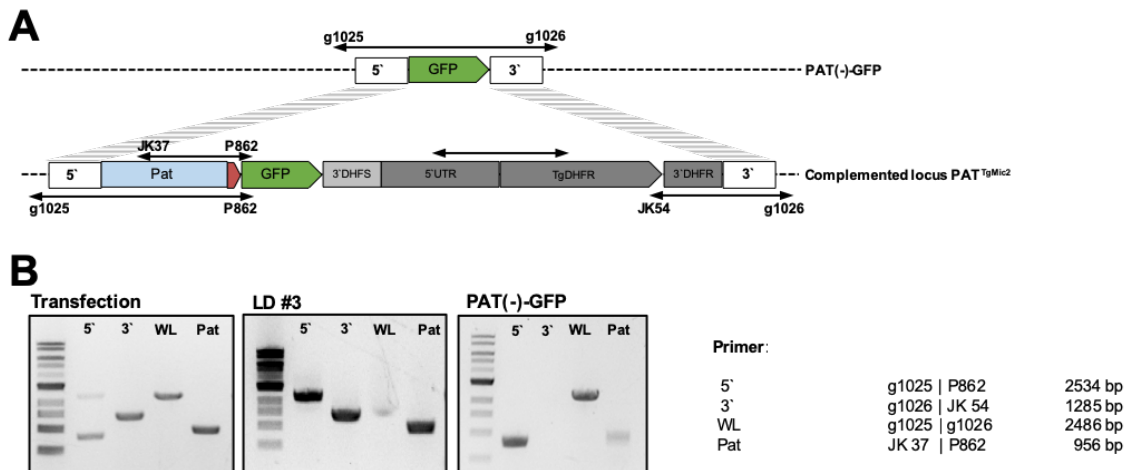 A
g1025 g1026
5` GFP 3` PAT(-)-GFP
JK37 P862
5` Pat GFP 3`DHFS 5`UTR TgDHFR 3`DHFR 3` Complemented locus PAT TgMic2
g1025 P862 JK54 g1026
B
Transfection LD #3 PAT(-)-GFP
5` 3` WL Pat 5` 3` WL Pat 5` 3` WL Pat
Primer:
5` g1025 | P862 2534 bp
3` g1026 | JK 54 1285 bp
WL g1025 | g1026 2486 bp
Pat JK 37 | P862 956 bp